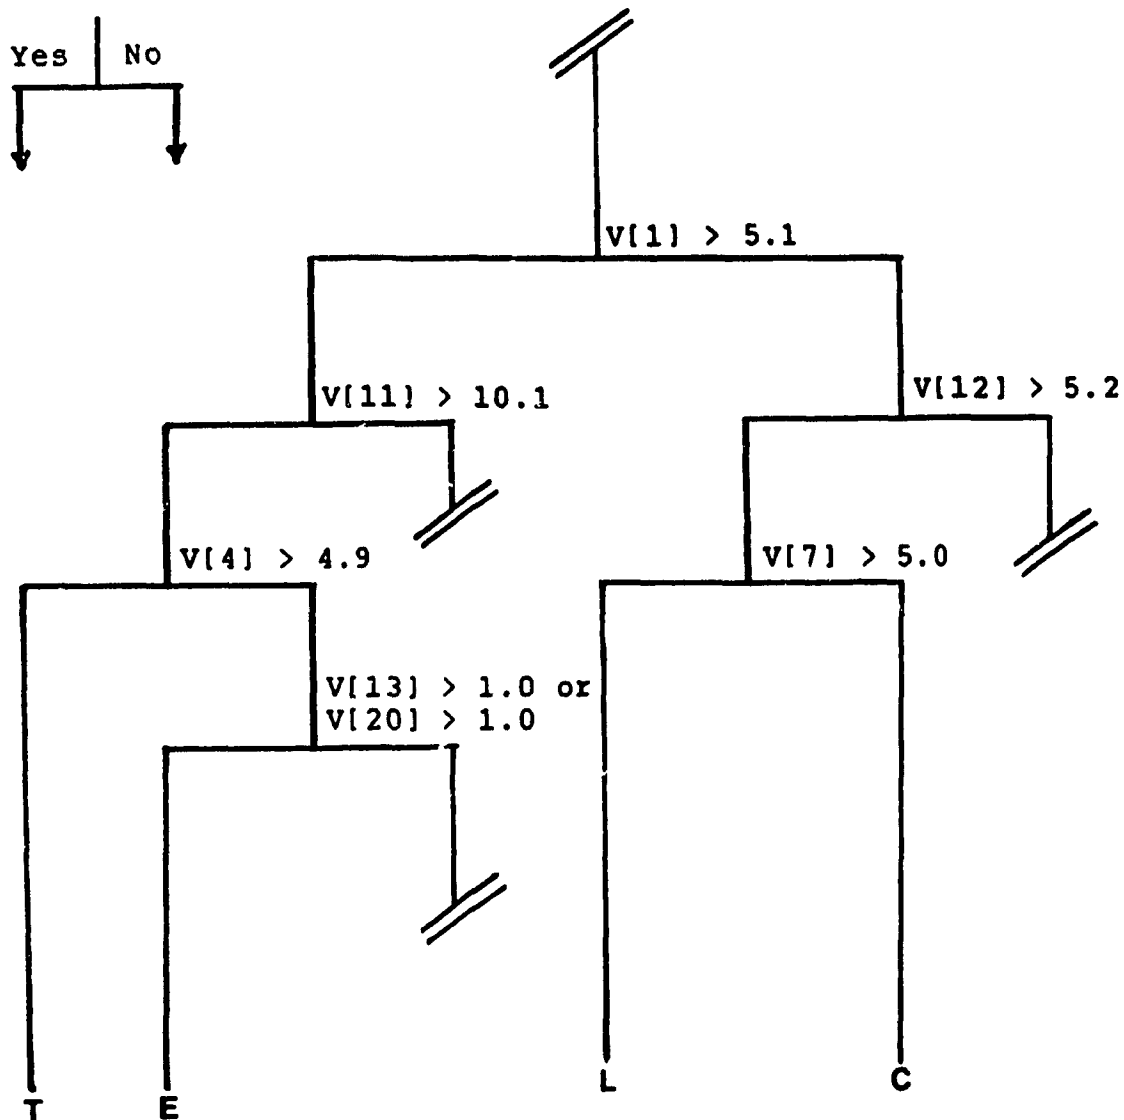 Yes No
V[1] > 5.1
V[11] > 10.1
V[12] > 5.2
V[4] > 4.9
V[7] > 5.0
V[13] > 1.0 or
V[20] > 1.0
T E L C